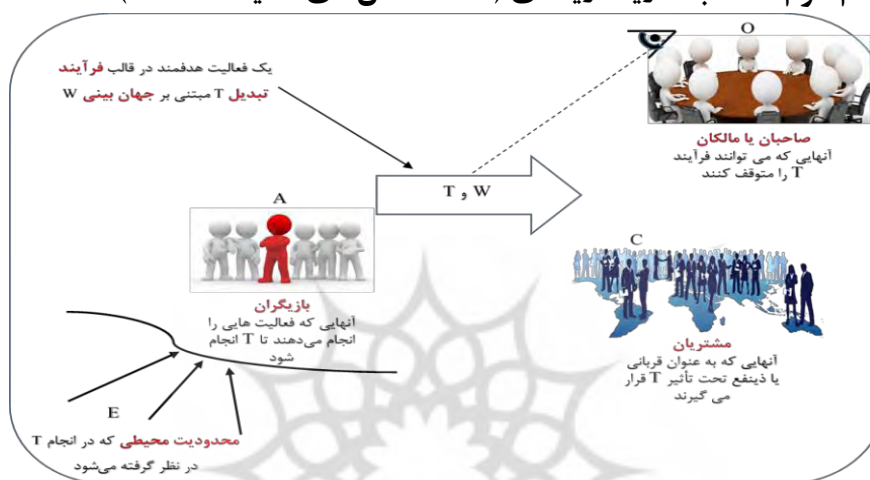 یک فعالیت هدفمند در قالب فرآیند
تبدیل T مبتنی بر جهان بینی W
O
صاحبان یا مالکان
آنهایی که می توانند فرآیند
T را متوقف کنند
T و W
A
بازیگران
آنهایی که فعالیت هایی را
انجام می‌دهند تا T انجام
شود
C
مشتریان
آنهایی که به عنوان قربانی
یا ذینفع تحت تأثیر T قرار
می گیرند
E
محدودیت محیطی که در انجام T
در نظر گرفته می‌شود